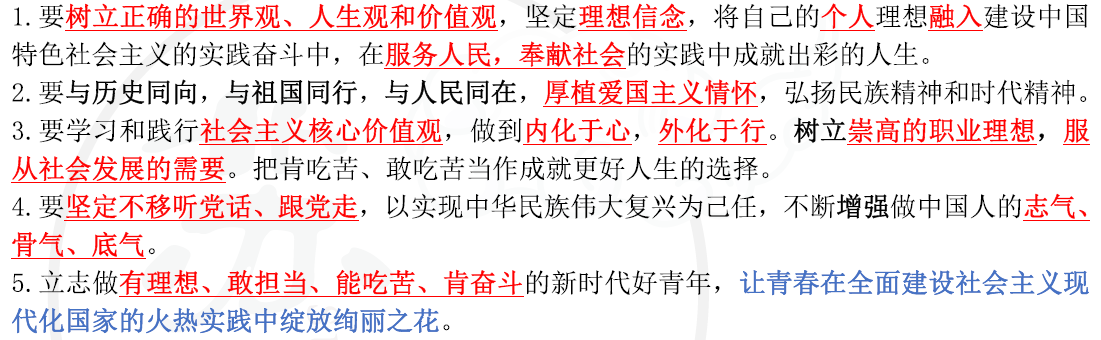 1.要树立正确的世界观、人生观和价值观，坚定理想信念，将自己的个人理想融入建设中国
特色社会主义的实践奋斗中，在服务人民，奉献社会的实践中成就出彩的人生。
2.要与历史同向，与祖国同行，与人民同在，厚植爱国主义情怀，弘扬民族精神和时代精神。
3.要学习和践行社会主义核心价值观，做到内化于心，外化于行。树立崇高的职业理想，服
从社会发展的需要。把肯吃苦、敢吃苦当作成就更好人生的选择。
4.要坚定不移听党话、跟党走，以实现中华民族伟大复兴为己任，不断增强做中国人的志气、
骨气、底气。
5.立志做有理想、敢担当、能吃苦、肯奋斗的新时代好青年，让青春在全面建设社会主义现
代化国家的火热实践中绽放绚丽之花。